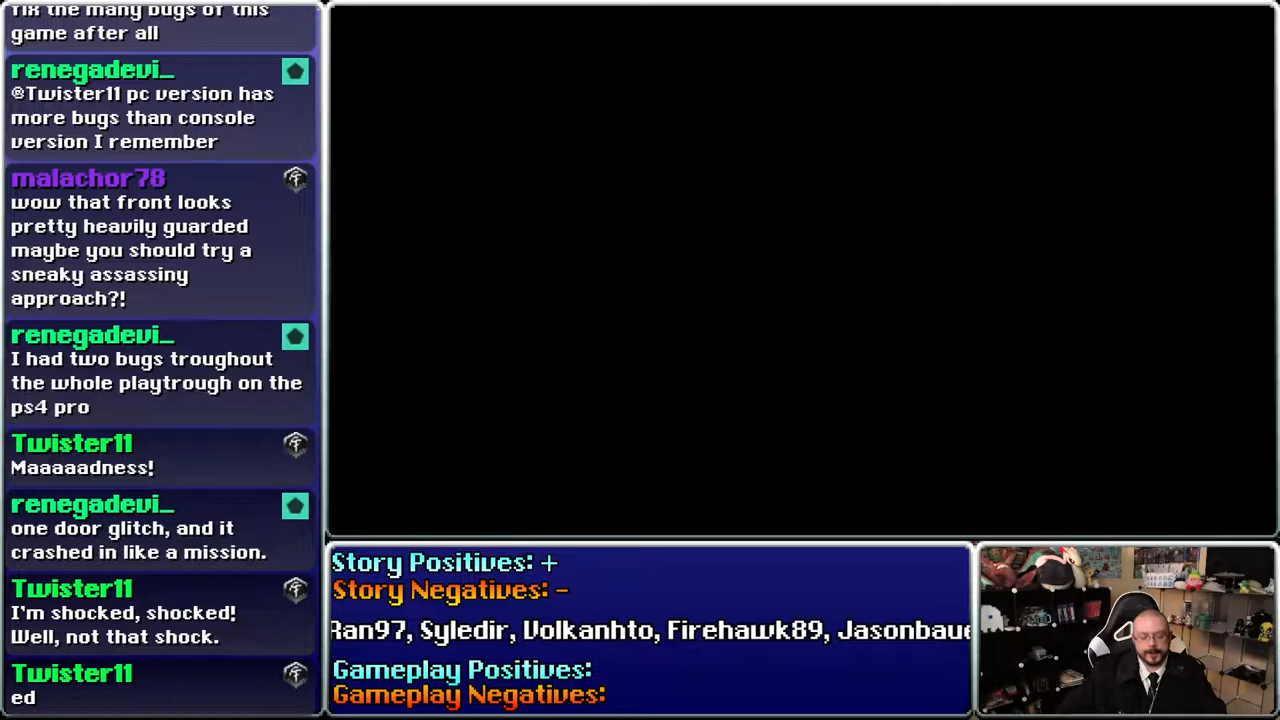 fix the many bugs of this
game after all
renegadevi_
@Twister11 pc version has
more bugs than console
version I remember
malachor78
wow that front looks
pretty heavily guarded
maybe you should try a
sneaky assassiny
approach?!
renegadevi_
I had two bugs troughout
the whole playtrough on the
ps4 pro
Twister11
Maaaaadness!
renegadevi_
one door glitch, and it
crashed in like a mission.
Twister11
I'm shocked, shocked!
Well, not that shock.
Twister11
ed
Story Positives: +
Story Negatives: -
Ran97, Syledir, Volkanhto, Firehawk89, Jasonbaue
Gameplay Positives:
Gameplay Negatives: